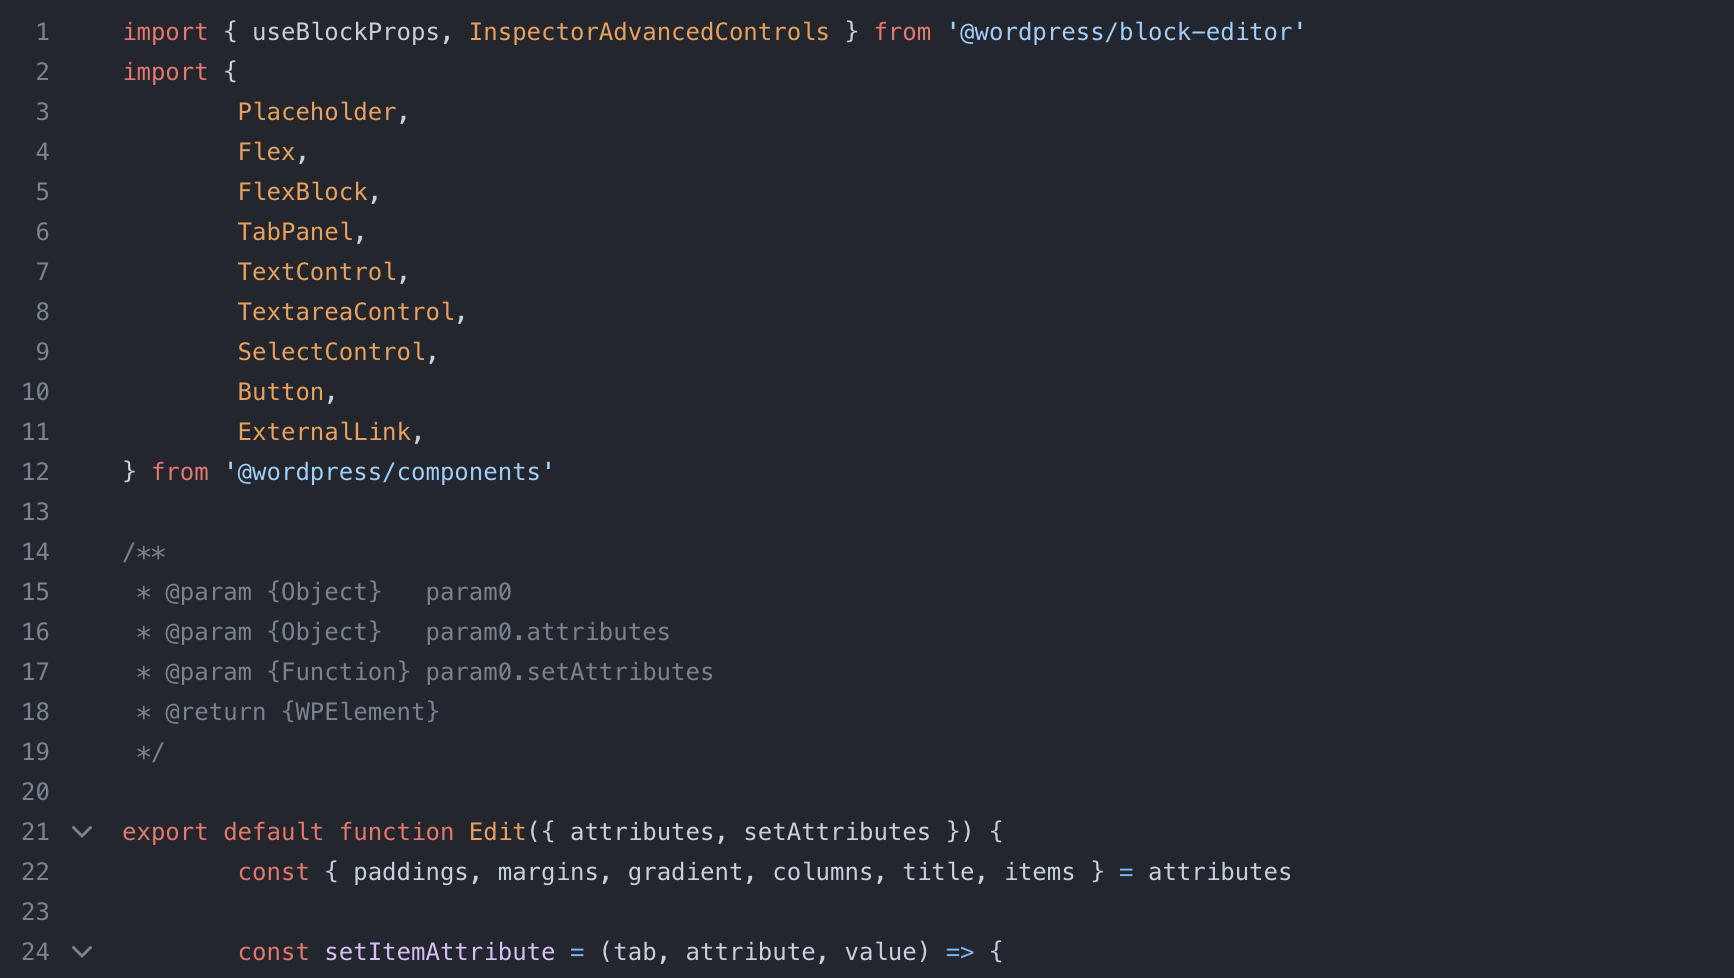 1 import { useBlockProps, InspectorAdvancedControls } from '@wordpress/block-editor'
2 import {
3 Placeholder,
4 Flex,
5 FlexBlock,
6 TabPanel,
7 TextControl,
8 TextareaControl,
9 SelectControl,
10 Button,
11 ExternalLink,
12 } from '@wordpress/components'
13
14 /**
15 * @param {Object}   param0
16 * @param {Object}   param0.attributes
17 * @param {Function} param0.setAttributes
18 * @return {WPElement}
19 */
20
21 export default function Edit({ attributes, setAttributes }) {
22 const { paddings, margins, gradient, columns, title, items } = attributes
23
24 const setItemAttribute = (tab, attribute, value) => {